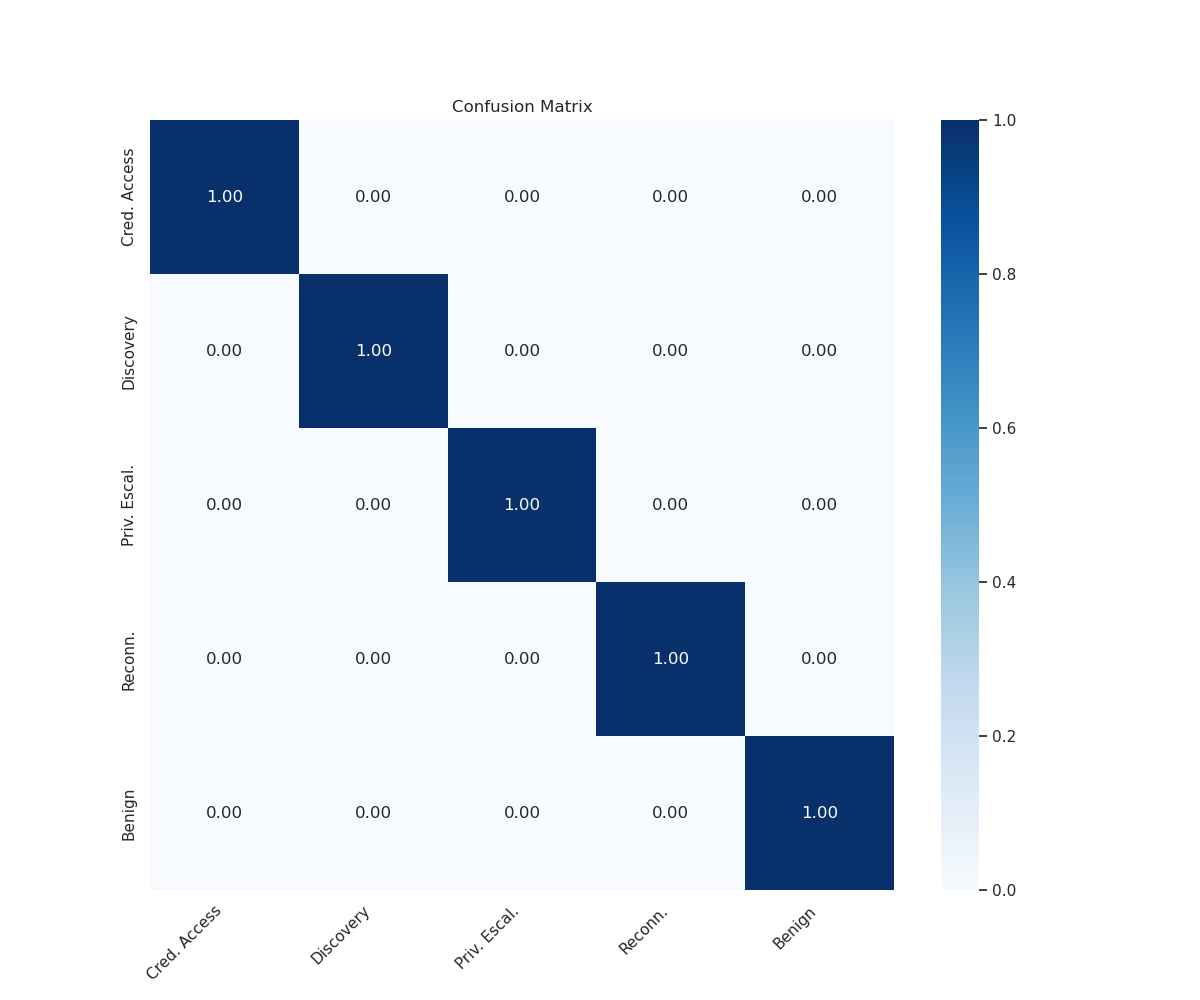 Confusion Matrix
Cred. Access
1.00 0.00 0.00 0.00 0.00
Discovery
0.00 1.00 0.00 0.00 0.00
Priv. Escal.
0.00 0.00 1.00 0.00 0.00
Reconn.
0.00 0.00 0.00 1.00 0.00
Benign
0.00 0.00 0.00 0.00 1.00
Cred. Access
Discovery
Priv. Escal.
Reconn.
Benign
1.0
0.8
0.6
0.4
0.2
0.0